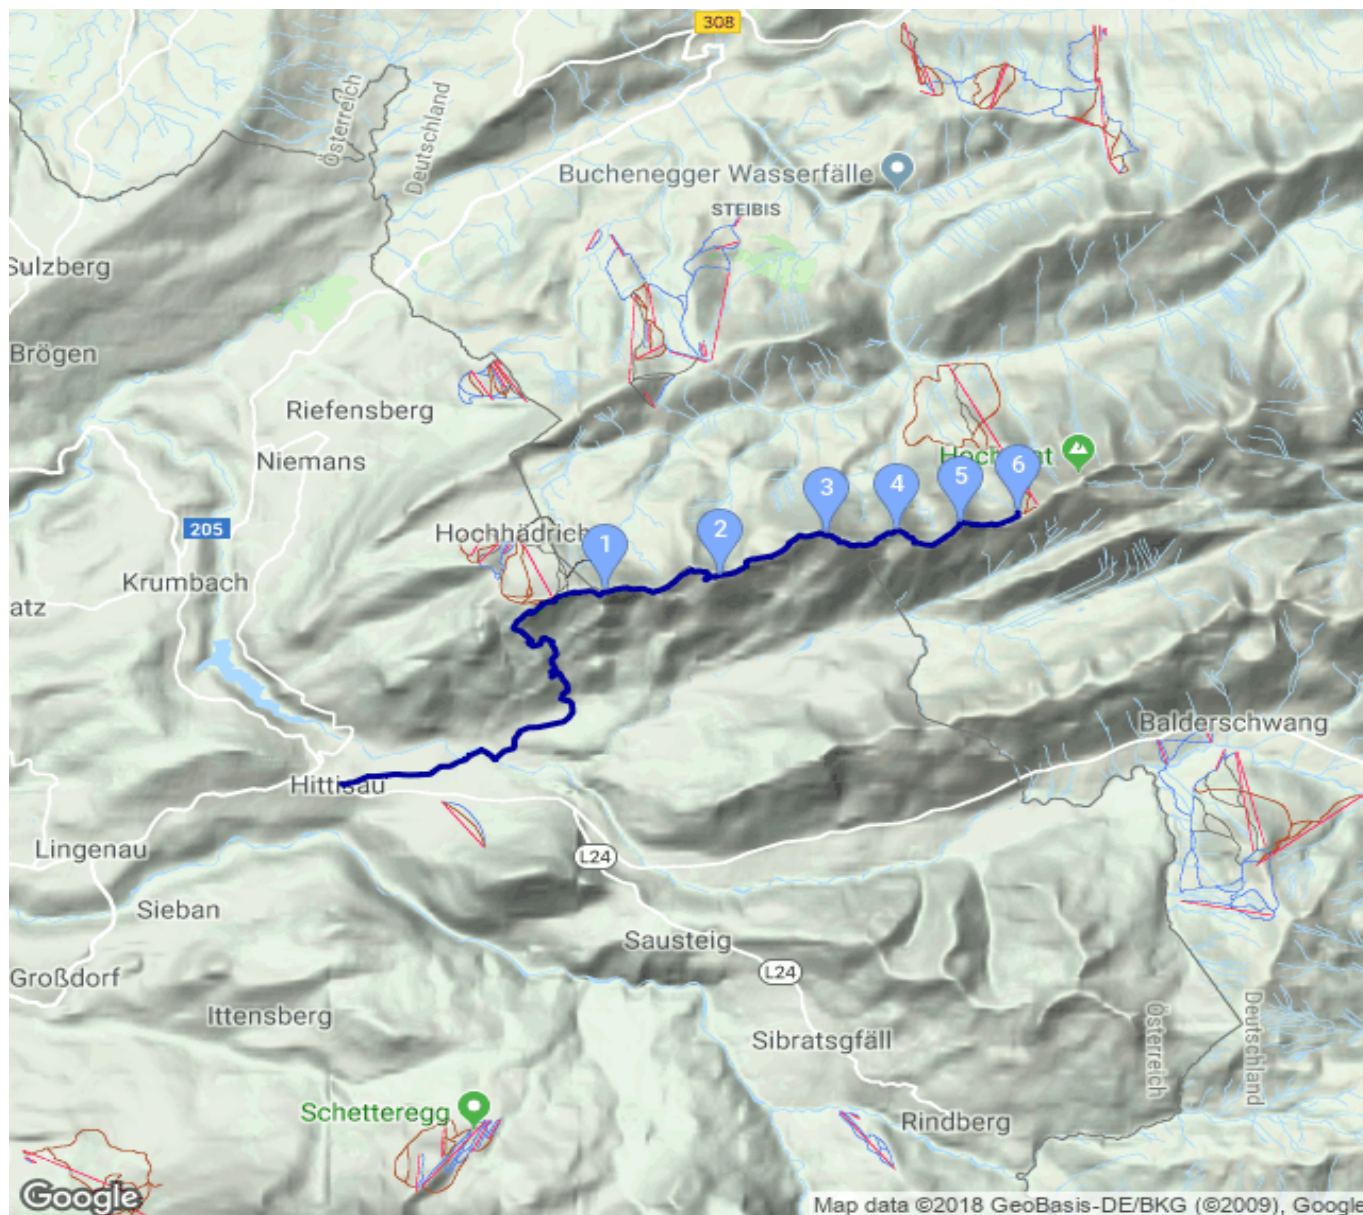 308
Österreich
Deutschland
Buchenegger Wasserfälle
STEIBIS
Sulzberg
Brögen
Riefensberg
Niemans
205
Hochhädrich
Krumbach
atz
1
2
3
4
5
6
Balderschwang
Hittisau
Lingenau
L24
Sieban
Sausteig
Großdorf
L24
Ittensberg
Sibratsgfäll
Österreich
Deutschland
Schetteregg
Rindberg
Google
Map data ©2018 GeoBasis-DE/BKG (©2009), Google